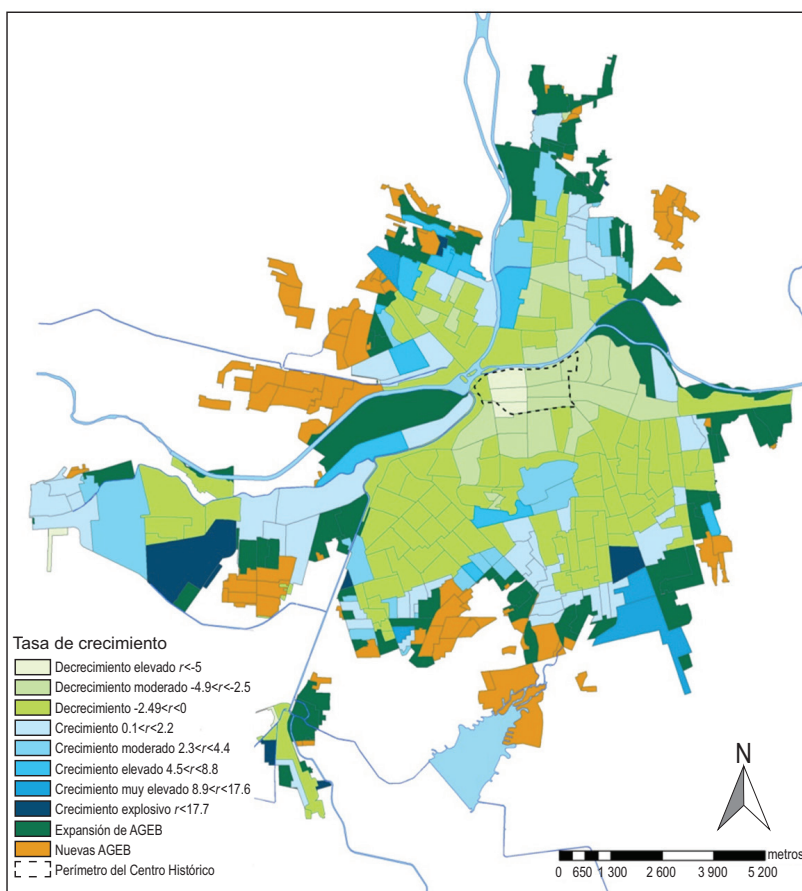 Tasa de crecimiento
Decrecimiento elevado r<-5
Decrecimiento moderado -4.9<r<-2.5
Decrecimiento -2.49<r<0
Crecimiento 0.1<r<2.2
Crecimiento moderado 2.3<r<4.4
Crecimiento elevado 4.5<r<8.8
Crecimiento muy elevado 8.9<r<17.6
Crecimiento explosivo r<17.7
Expansión de AGEB
Nuevas AGEB
Perímetro del Centro Histórico
N
metros
0 650 1 300 2 600 3 900 5 200